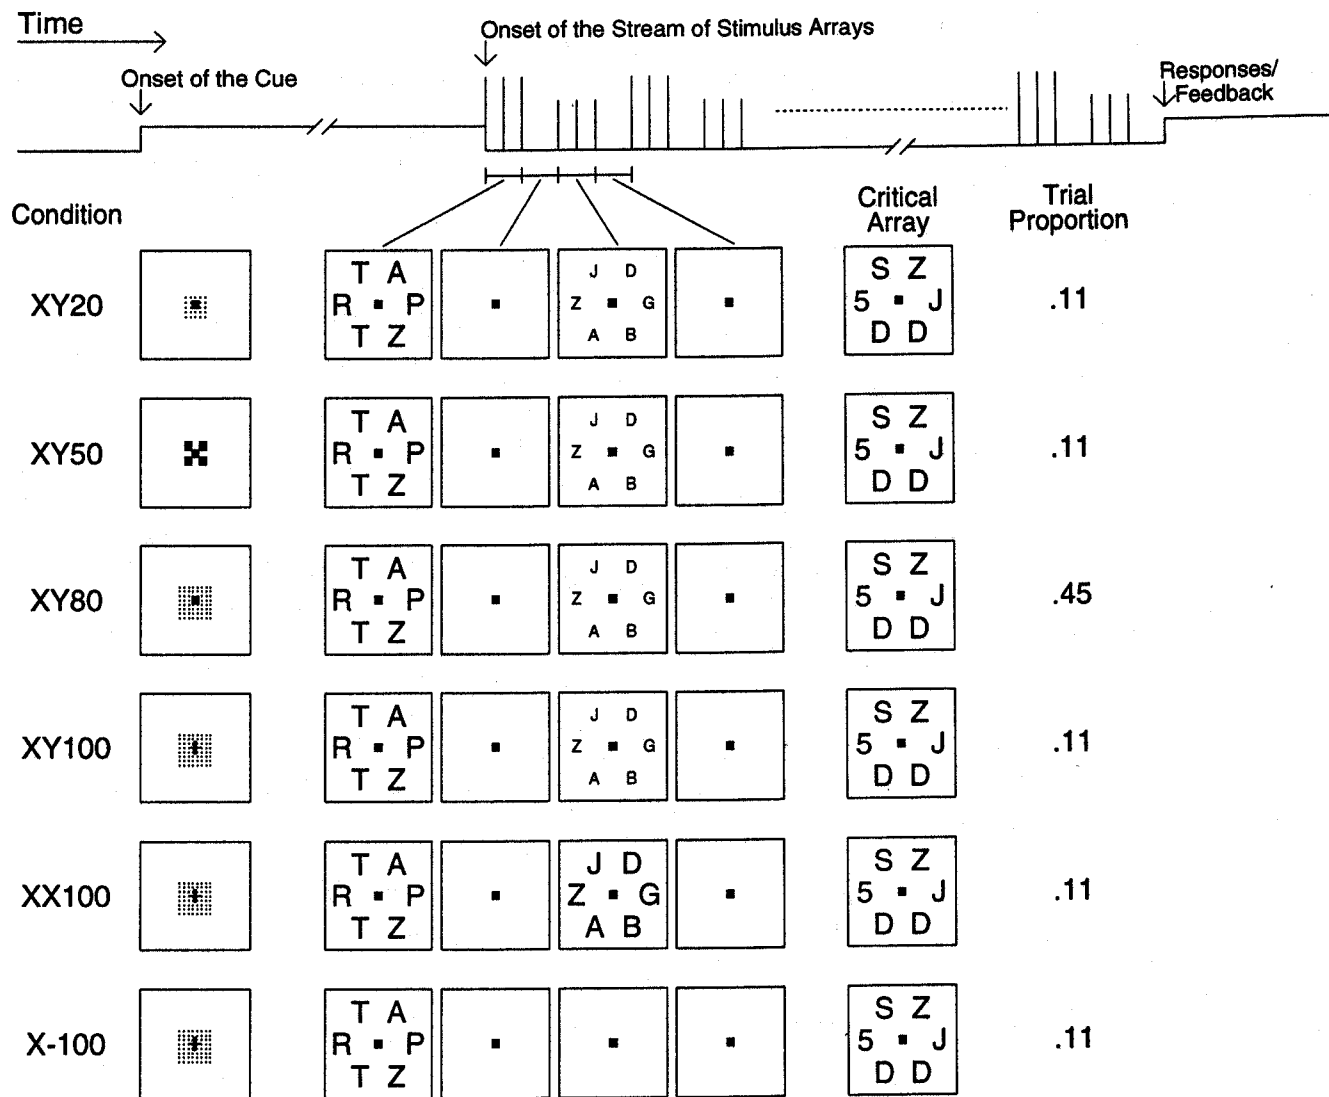 Time
Onset of the Stream of Stimulus Arrays
Onset of the Cue
Responses/
Feedback
Condition
Critical
Array
Trial
Proportion
T A
R P
T Z
J D
Z G
A B
S Z
5 J
D D
XY20
.11
T A
R P
T Z
J D
Z G
A B
S Z
5 J
D D
XY50
.11
T A
R P
T Z
J D
Z G
A B
S Z
5 J
D D
XY80
.45
T A
R P
T Z
J D
Z G
A B
S Z
5 J
D D
XY100
.11
T A
R P
T Z
J D
Z G
A B
S Z
5 J
D D
XX100
.11
T A
R P
T Z
S Z
5 J
D D
X-100
.11